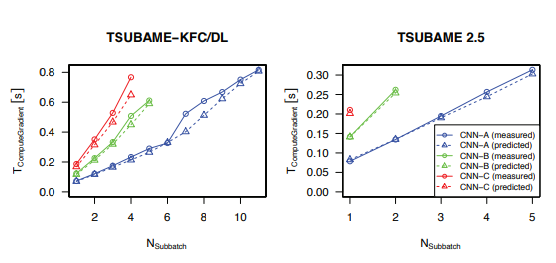 TSUBAME−KFC/DL
TComputeGradient [s]
0.8
0.6
0.4
0.2
0.0
2 4 6 8 10
NSubbatch
TSUBAME 2.5
TComputeGradient [s]
0.30
0.25
0.20
0.15
0.10
0.05
0.00
CNN−A (measured)
CNN−A (predicted)
CNN−B (measured)
CNN−B (predicted)
CNN−C (measured)
CNN−C (predicted)
1 2 3 4 5
NSubbatch